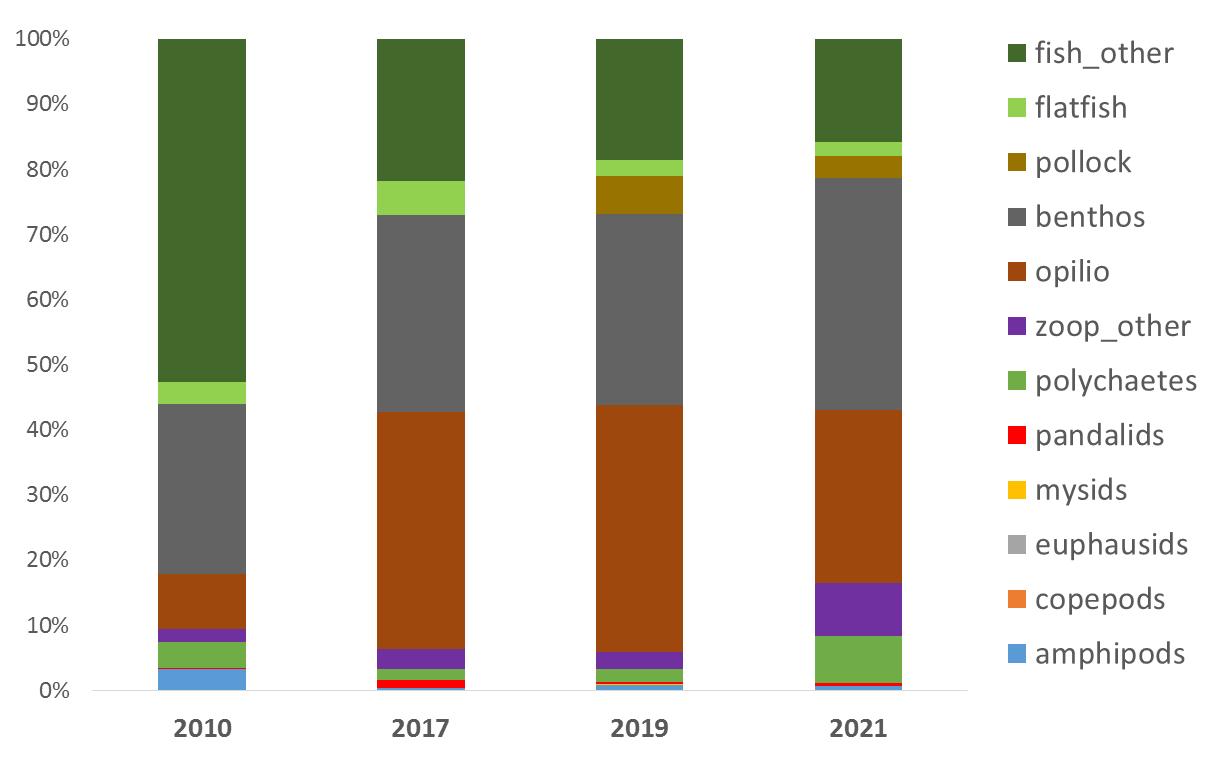 100%
90%
80%
70%
60%
50%
40%
30%
20%
10%
0%
2010
2017
2019
2021
fish_other
flatfish
pollock
benthos
opilio
zoop_other
polychaetes
pandalids
mysids
euphausids
copepods
amphipods